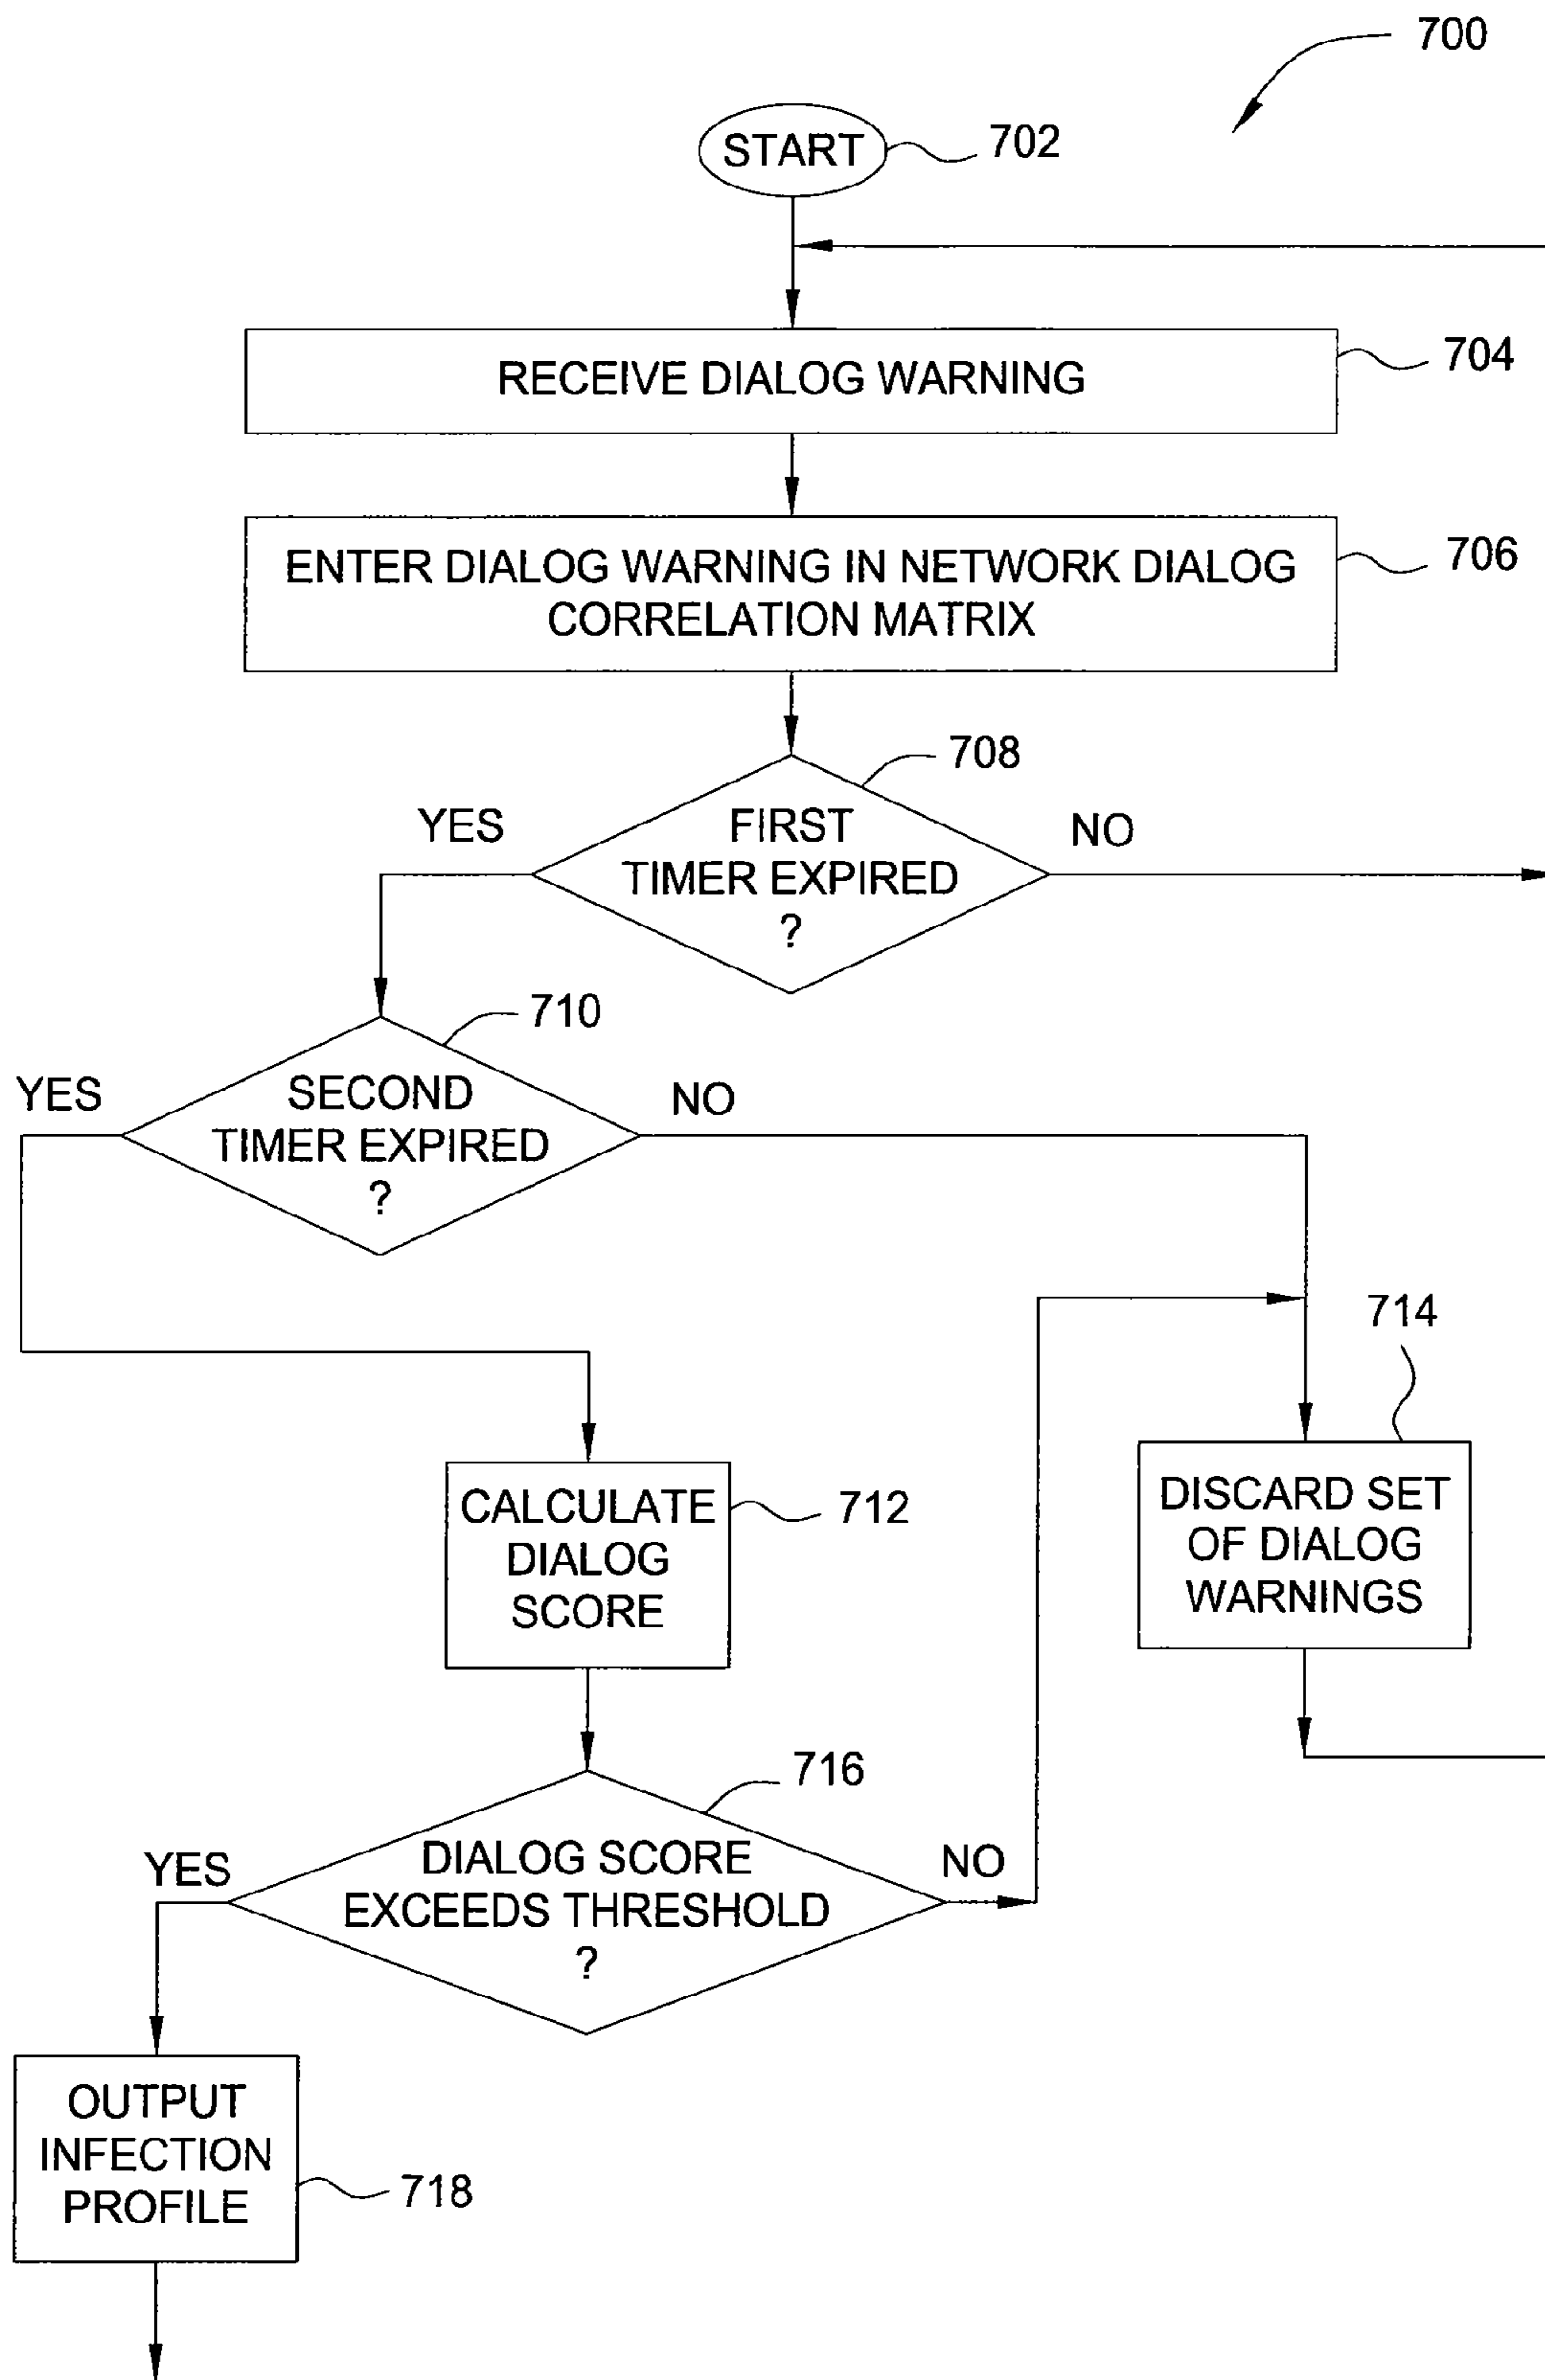 700
START
702
RECEIVE DIALOG WARNING
704
ENTER DIALOG WARNING IN NETWORK DIALOG
CORRELATION MATRIX
706
708
YES
FIRST
TIMER EXPIRED
?
NO
710
YES
SECOND
TIMER EXPIRED
?
NO
714
CALCULATE
DIALOG
SCORE
712
DISCARD SET
OF DIALOG
WARNINGS
716
YES
DIALOG SCORE
EXCEEDS THRESHOLD
?
NO
OUTPUT
INFECTION
PROFILE
718